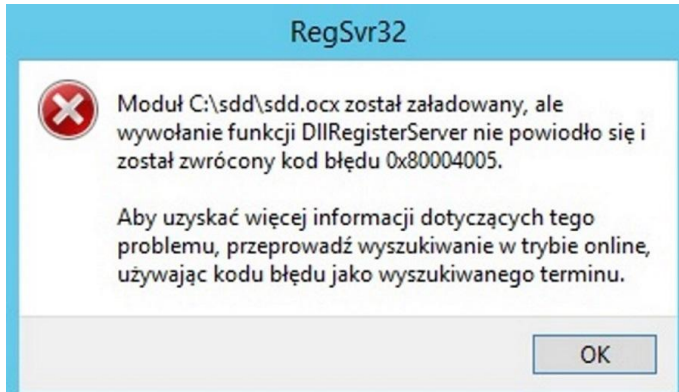 RegSvr32
Moduł C:\sdd\sdd.ocx został załadowany, ale
wywołanie funkcji DllRegisterServer nie powiodło się i
został zwrócony kod błędu 0x80004005.
Aby uzyskać więcej informacji dotyczących tego
problemu, przeprowadź wyszukiwanie w trybie online,
używając kodu błędu jako wyszukiwanego terminu.
OK